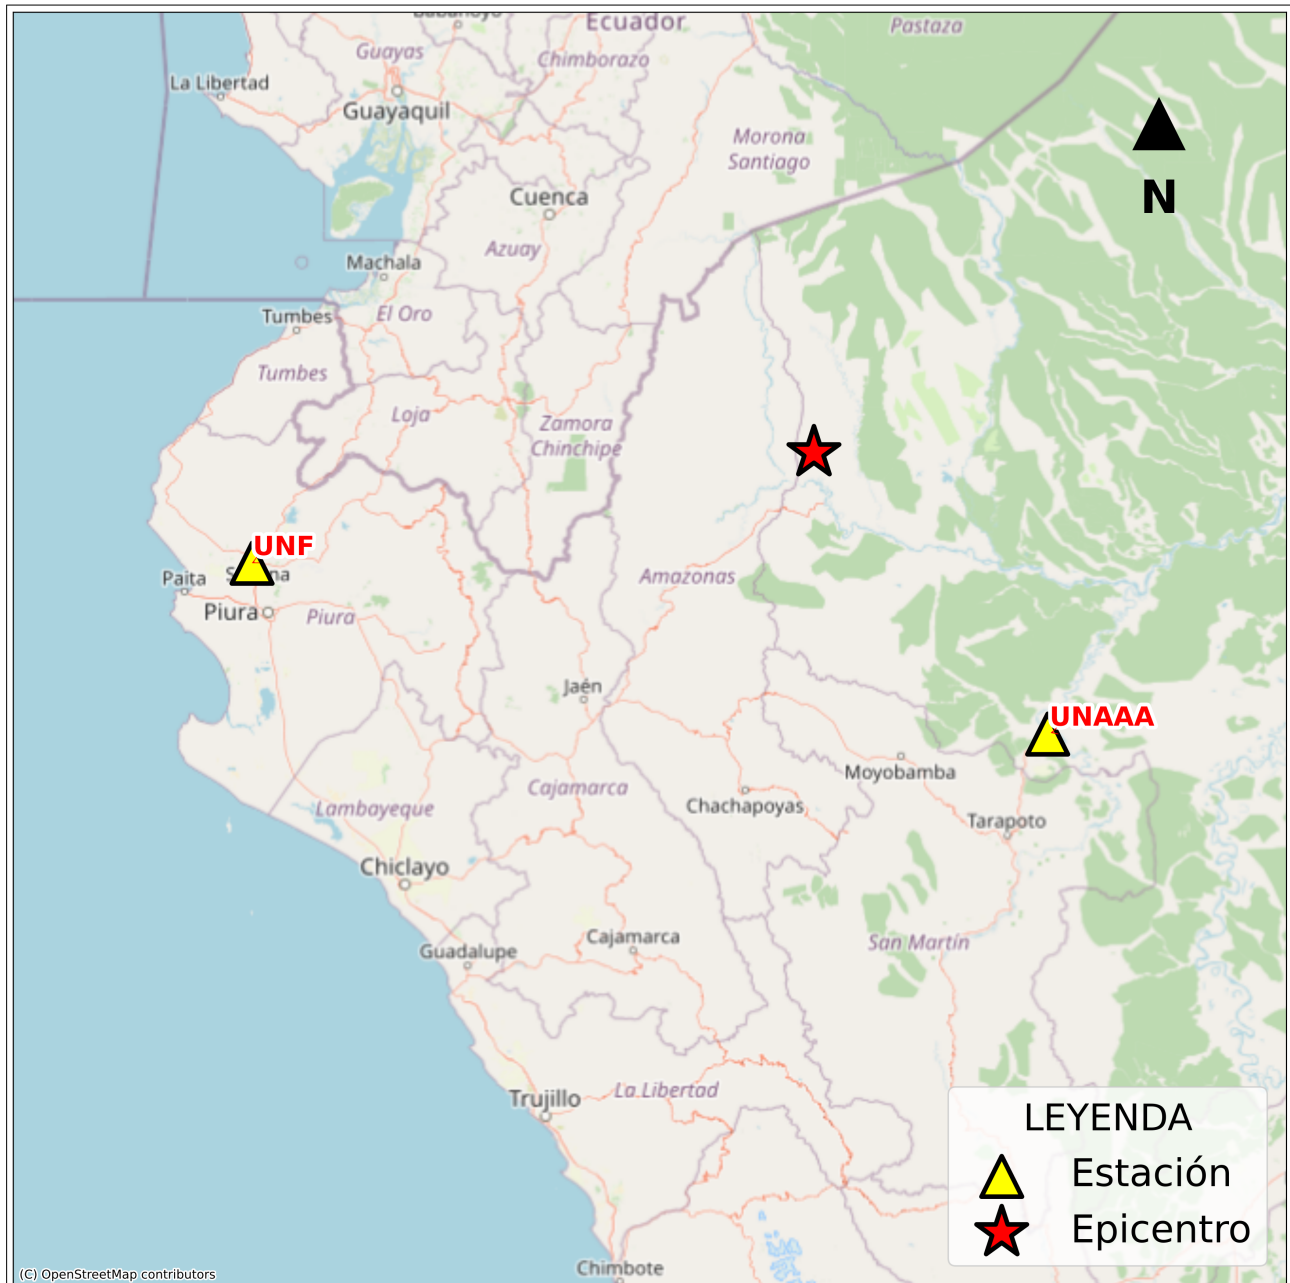 Babahoyo
Ecuador
Pastaza
Guayas
Chimborazo
La Libertad
Guayaquil
Morona
Santiago
N
Cuenca
Azuay
Machala
El Oro
Tumbes
Tumbes
Loja
Zamora
Chinchipe
UNF
Paita
Piura
Piura
Amazonas
Jaén
UNAAA
Moyobamba
Cajamarca
Chachapoyas
Lambayeque
Tarapoto
Chiclayo
Cajamarca
San Martín
Guadalupe
Trujillo
La Libertad
LEYENDA
Estación
Epicentro
Chimbote
(C) OpenStreetMap contributors